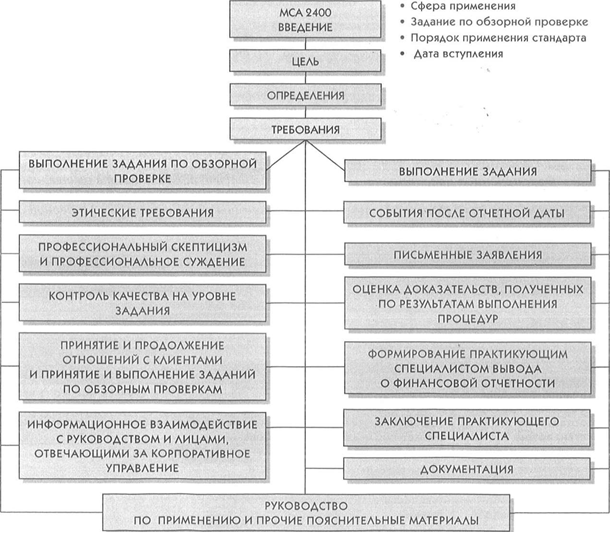 МСА 2400
ВВЕДЕНИЕ
• Сфера применения
• Задание по обзорной проверке
• Порядок применения стандарта
• Дата вступления
ЦЕЛЬ
ОПРЕДЕЛЕНИЯ
ТРЕБОВАНИЯ
ВЫПОЛНЕНИЕ ЗАДАНИЯ ПО ОБЗОРНОЙ
ПРОВЕРКЕ
ЭТИЧЕСКИЕ ТРЕБОВАНИЯ
ПРОФЕССИОНАЛЬНЫЙ СКЕПТИЦИЗМ
И ПРОФЕССИОНАЛЬНОЕ СУЖДЕНИЕ
КОНТРОЛЬ КАЧЕСТВА НА УРОВНЕ
ЗАДАНИЯ
ПРИНЯТИЕ И ПРОДОЛЖЕНИЕ
ОТНОШЕНИЙ С КЛИЕНТАМИ
И ПРИНЯТИЕ И ВЫПОЛНЕНИЕ ЗАДАНИЙ
ПО ОБЗОРНЫМ ПРОВЕРКАМ
ИНФОРМАЦИОННОЕ ВЗАИМОДЕЙСТВИЕ
С РУКОВОДСТВОМ И ЛИЦАМИ,
ОТВЕЧАЮЩИМИ ЗА КОРПОРАТИВНОЕ
УПРАВЛЕНИЕ
ВЫПОЛНЕНИЯ ЗАДАНИЯ
СОБЫТИЯ ПОСЛЕ ОТЧЕТНОЙ ДАТЫ
ПИСЬМЕННЫЕ ЗАЯВЛЕНИЯ
ОЦЕНКА ДОКАЗАТЕЛЬСТВ, ПОЛУЧЕННЫХ
ПО РЕЗУЛЬТАТАМ ВЫПОЛНЕНИЯ
ПРОЦЕДУР
ФОРМИРОВАНИЕ ПРАКТИКУЮЩИМ
СПЕЦИАЛИСТОМ ВЫВОДА
О ФИНАНСОВОЙ ОТЧЕТНОСТИ
ЗАКЛЮЧЕНИЕ ПРАКТИКУЮЩЕГО
СПЕЦИАЛИСТА
ДОКУМЕНТАЦИЯ
РУКОВОДСТВО
ПО ПРИМЕНЕНИЮ И ПРОЧИЕ ПОЯСНИТЕЛЬНЫЕ МАТЕРИАЛЫ